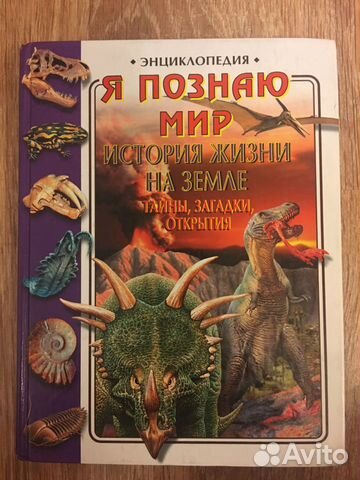 • ЭНЦИКЛОПЕДИЯ •
Я ПОЗНАЮ
МИР
ИСТОРИЯ ЖИЗНИ
НА ЗЕМЛЕ
ТАЙНЫ, ЗАГАДКИ,
ОТКРЫТИЯ
Avito